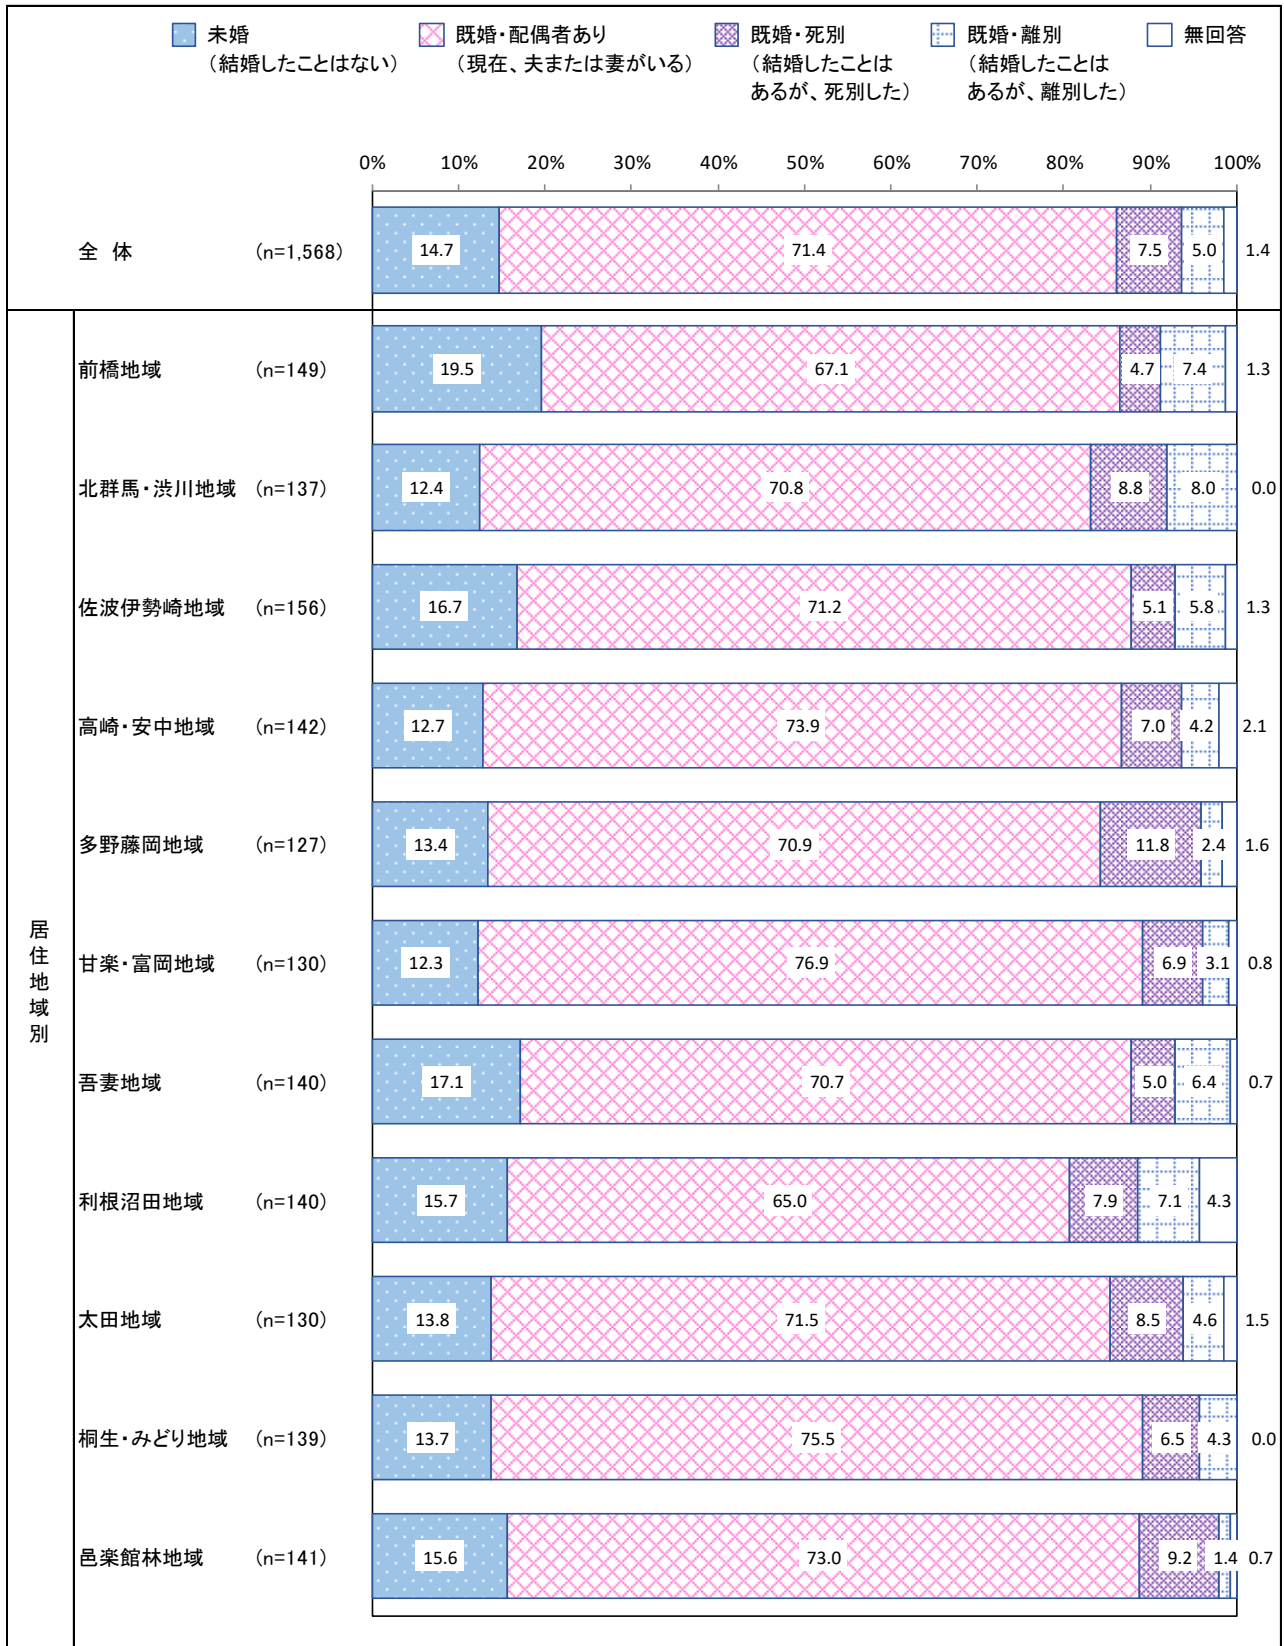 未婚
（結婚したことはない）
既婚・配偶者あり
（現在、夫または妻がいる）
既婚・死別
（結婚したことは
あるが、死別した）
既婚・離別
（結婚したことは
あるが、離別した）
無回答
0% 10% 20% 30% 40% 50% 60% 70% 80% 90% 100%
全 体 (n=1,568) 14.7 71.4 7.5 5.0 1.4
居住地域別
前橋地域 (n=149) 19.5 67.1 4.7 7.4 1.3
北群馬・渋川地域 (n=137) 12.4 70.8 8.8 8.0 0.0
佐波伊勢崎地域 (n=156) 16.7 71.2 5.1 5.8 1.3
高崎・安中地域 (n=142) 12.7 73.9 7.0 4.2 2.1
多野藤岡地域 (n=127) 13.4 70.9 11.8 2.4 1.6
甘楽・富岡地域 (n=130) 12.3 76.9 6.9 3.1 0.8
吾妻地域 (n=140) 17.1 70.7 5.0 6.4 0.7
利根沼田地域 (n=140) 15.7 65.0 7.9 7.1 4.3
太田地域 (n=130) 13.8 71.5 8.5 4.6 1.5
桐生・みどり地域 (n=139) 13.7 75.5 6.5 4.3 0.0
邑楽館林地域 (n=141) 15.6 73.0 9.2 1.4 0.7